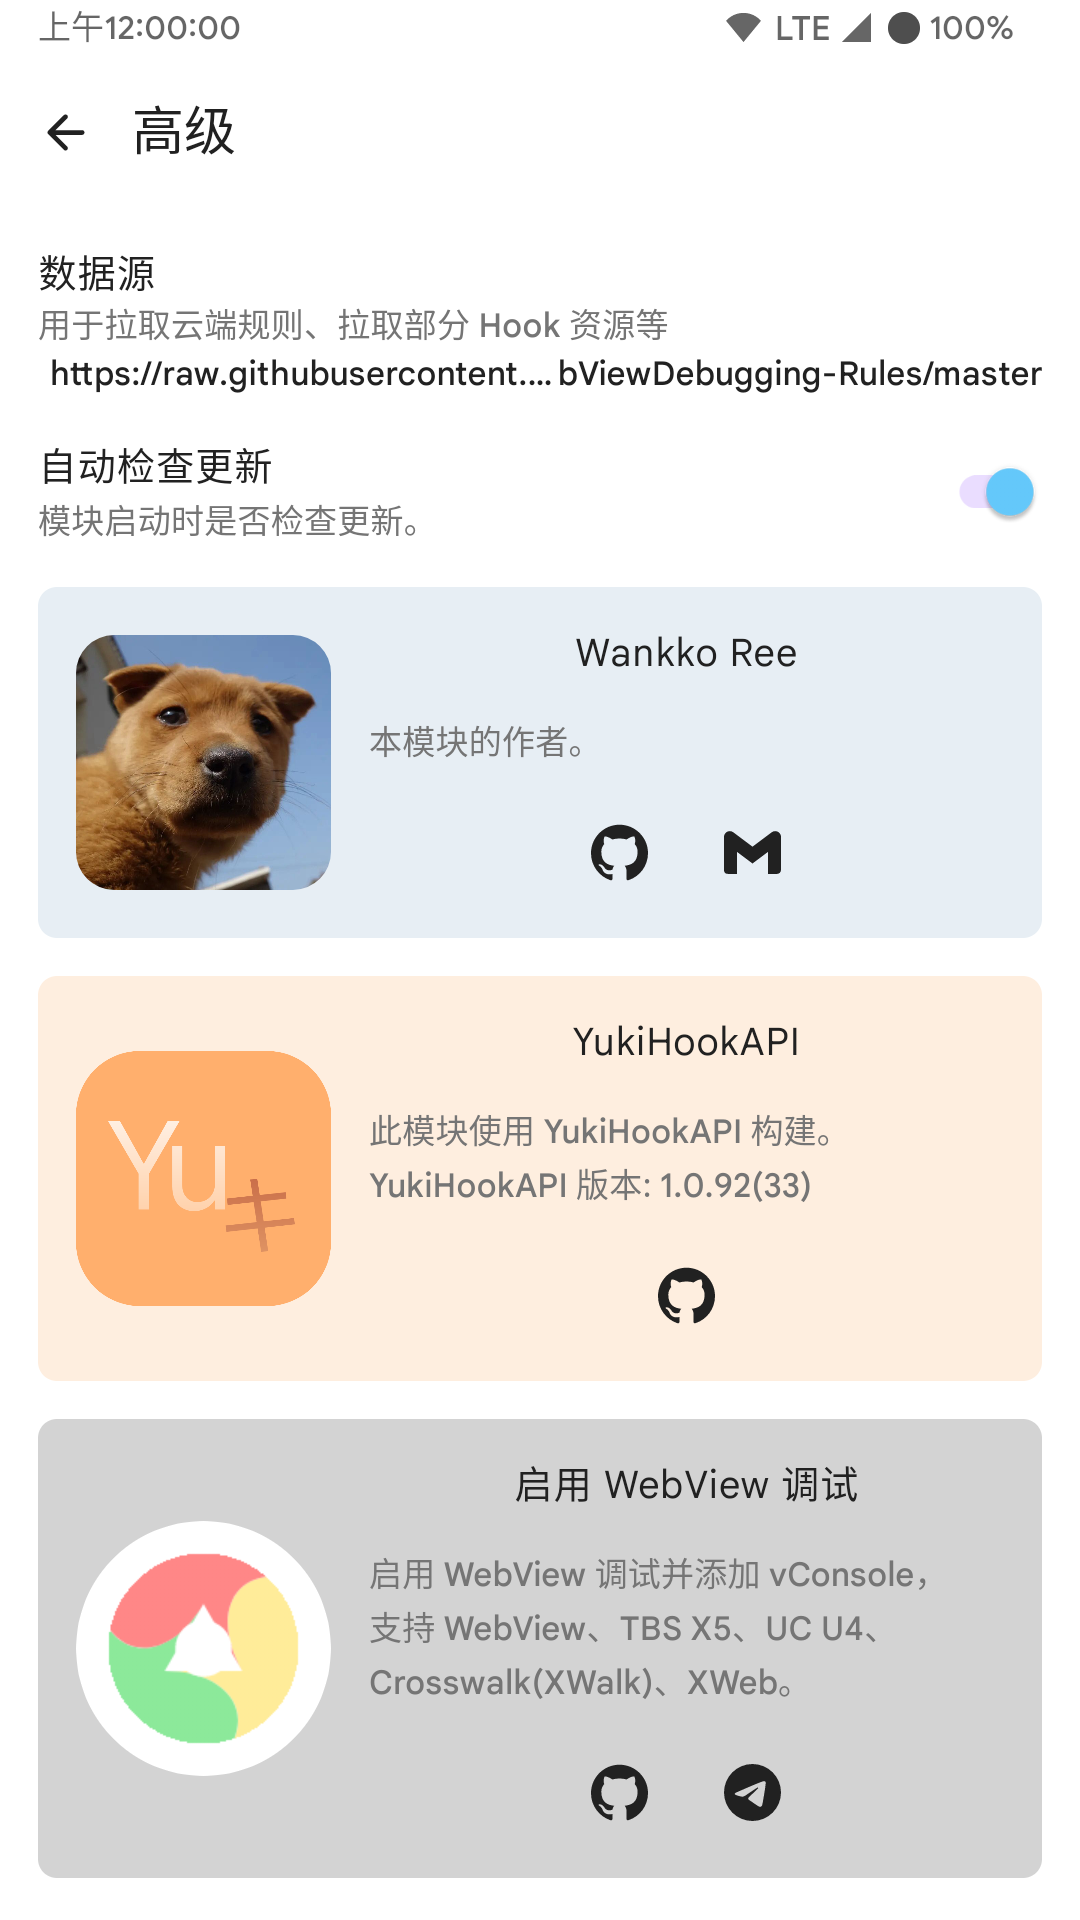 上午12:00:00 LTE 100%
高级
数据源
用于拉取云端规则、拉取部分 Hook 资源等
https://raw.githubusercontent.... bViewDebugging-Rules/master
自动检查更新
模块启动时是否检查更新。
Wankko Ree
本模块的作者。
YukiHookAPI
Yuキ
此模块使用 YukiHookAPI 构建。
YukiHookAPI 版本: 1.0.92(33)
启用 WebView 调试
启用 WebView 调试并添加 vConsole，
支持 WebView、TBS X5、UC U4、
Crosswalk(XWalk)、XWeb。